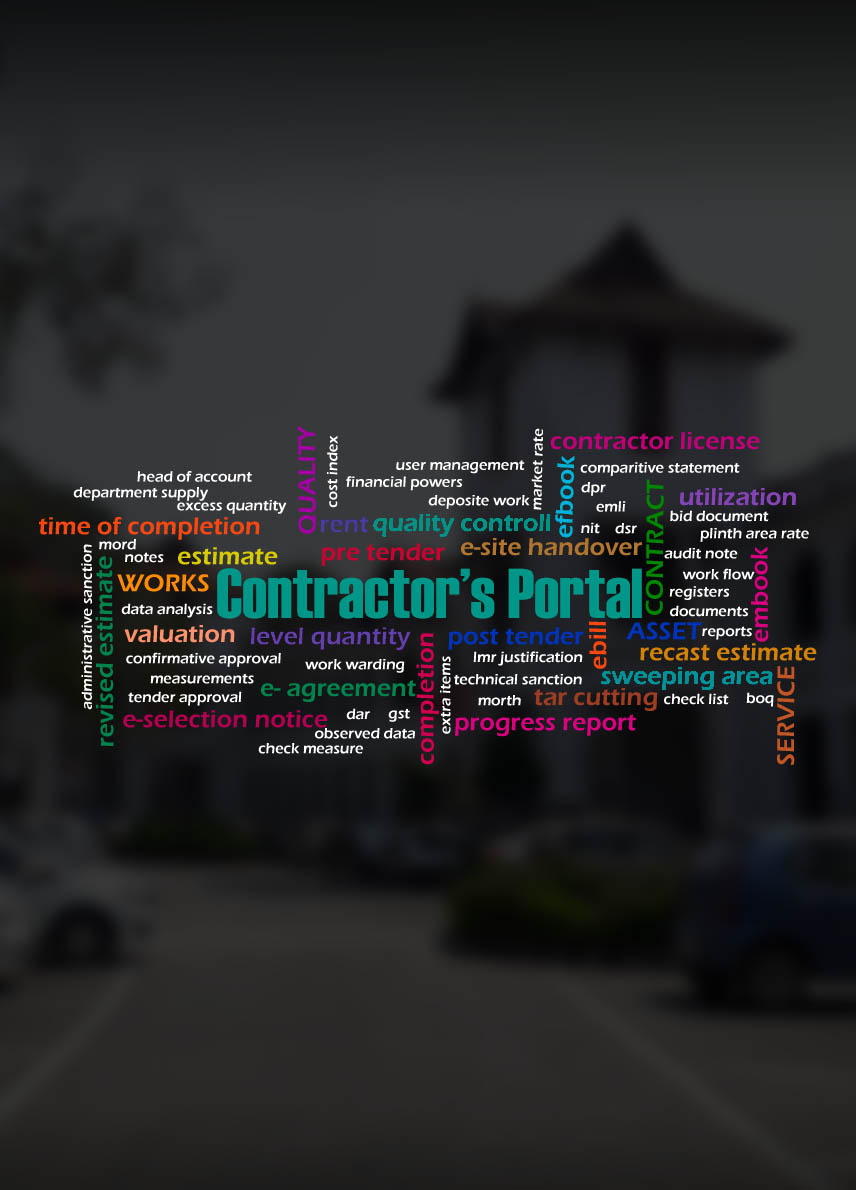 QUALITY
cost index
market rate
contractor license
user management
comparitive statement
head of account
financial powers
efbook
dpr
CONTRACT
utilization
department supply
deposite work
emli
excess quantity
bid document
time of completion
rent
quality controll
nit
dsr
plinth area rate
mord
notes
estimate
pre tender
e-site handover
audit note
administrative sanction
revised estimate
WORKS
Contractor's Portal
work flow
embook
registers
data analysis
documents
valuation
level quantity
completion
post tender
ebill
ASSET
reports
confirmative approval
work warding
extra items
lmr justification
recast estimate
measurements
technical sanction
sweeping area
tender approval
e- agreement
morth
tar cutting
check list
boq
SERVICE
e-selection notice
dar
gst
progress report
observed data
check measure